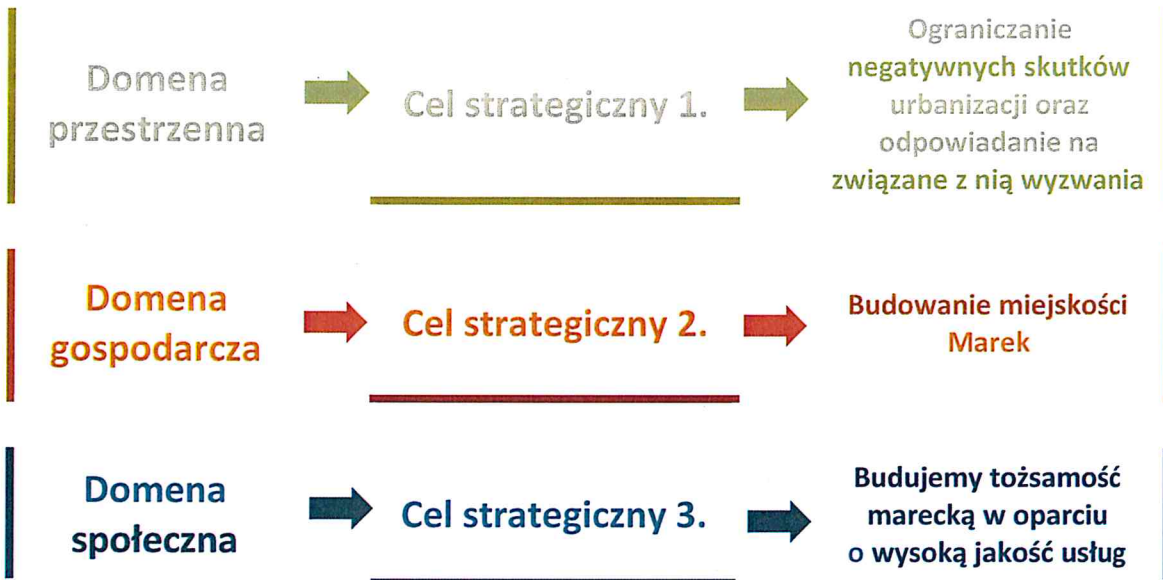 Domena
przestrzenna
Cel strategiczny 1.
Ograniczanie
negatywnych skutków
urbanizacji oraz
odpowiadanie na
związane z nią wyzwania
Domena
gospodarcza
Cel strategiczny 2.
Budowanie miejskości
Marek
Domena
społeczna
Cel strategiczny 3.
Budujemy tożsamość
marecką w oparciu
o wysoką jakość usług